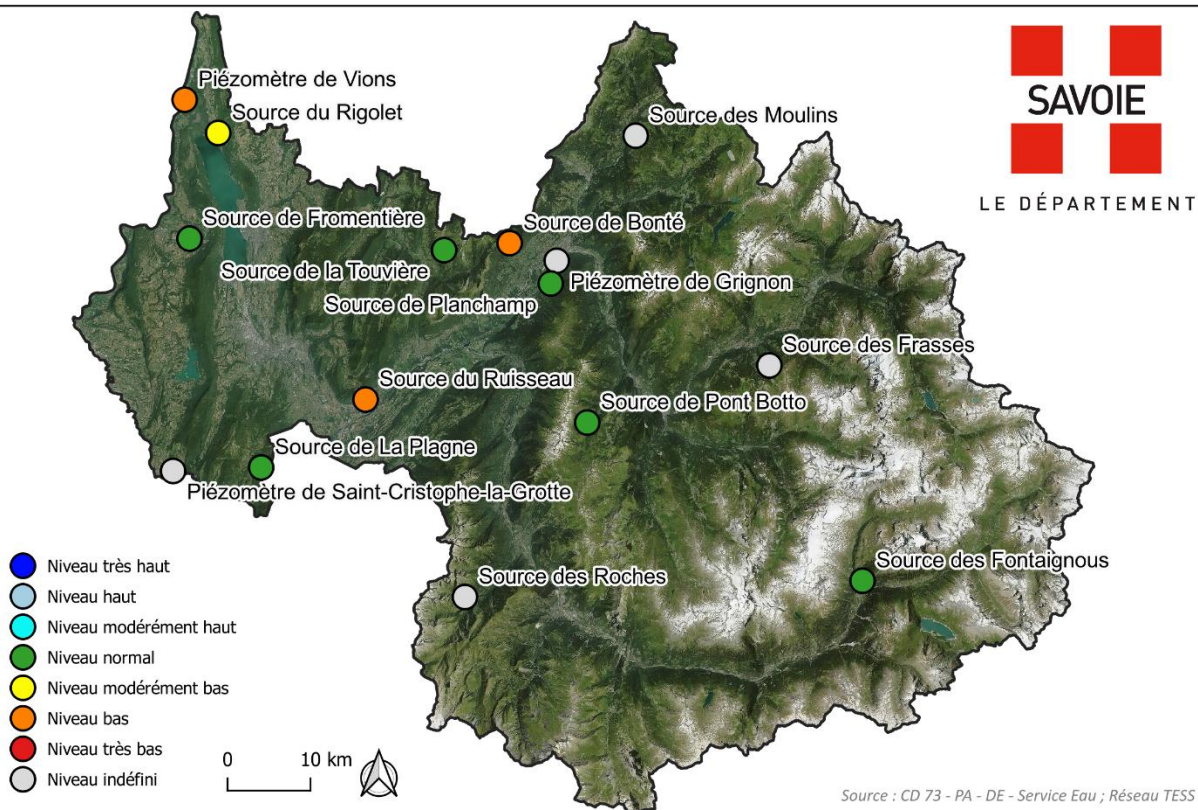 Piézomètre de Vions
Source du Rigolet
Source des Moulins
SAVOIE
LE DÉPARTEMENT
Source de Fromentière
Source de Bonté
Source de la Touvière
Piézomètre de Grignon
Source de Planchamp
Source des Frasses
Source du Ruisseau
Source de Pont Botto
Source de La Plagne
Piézomètre de Saint-Cristophe-la-Grotte
Source des Roches
Source des Fontaignous
Niveau très haut
Niveau haut
Niveau modérément haut
Niveau normal
Niveau modérément bas
Niveau bas
Niveau très bas
Niveau indéfini
0 10 km
Source : CD 73 - PA - DE - Service Eau ; Réseau TESS